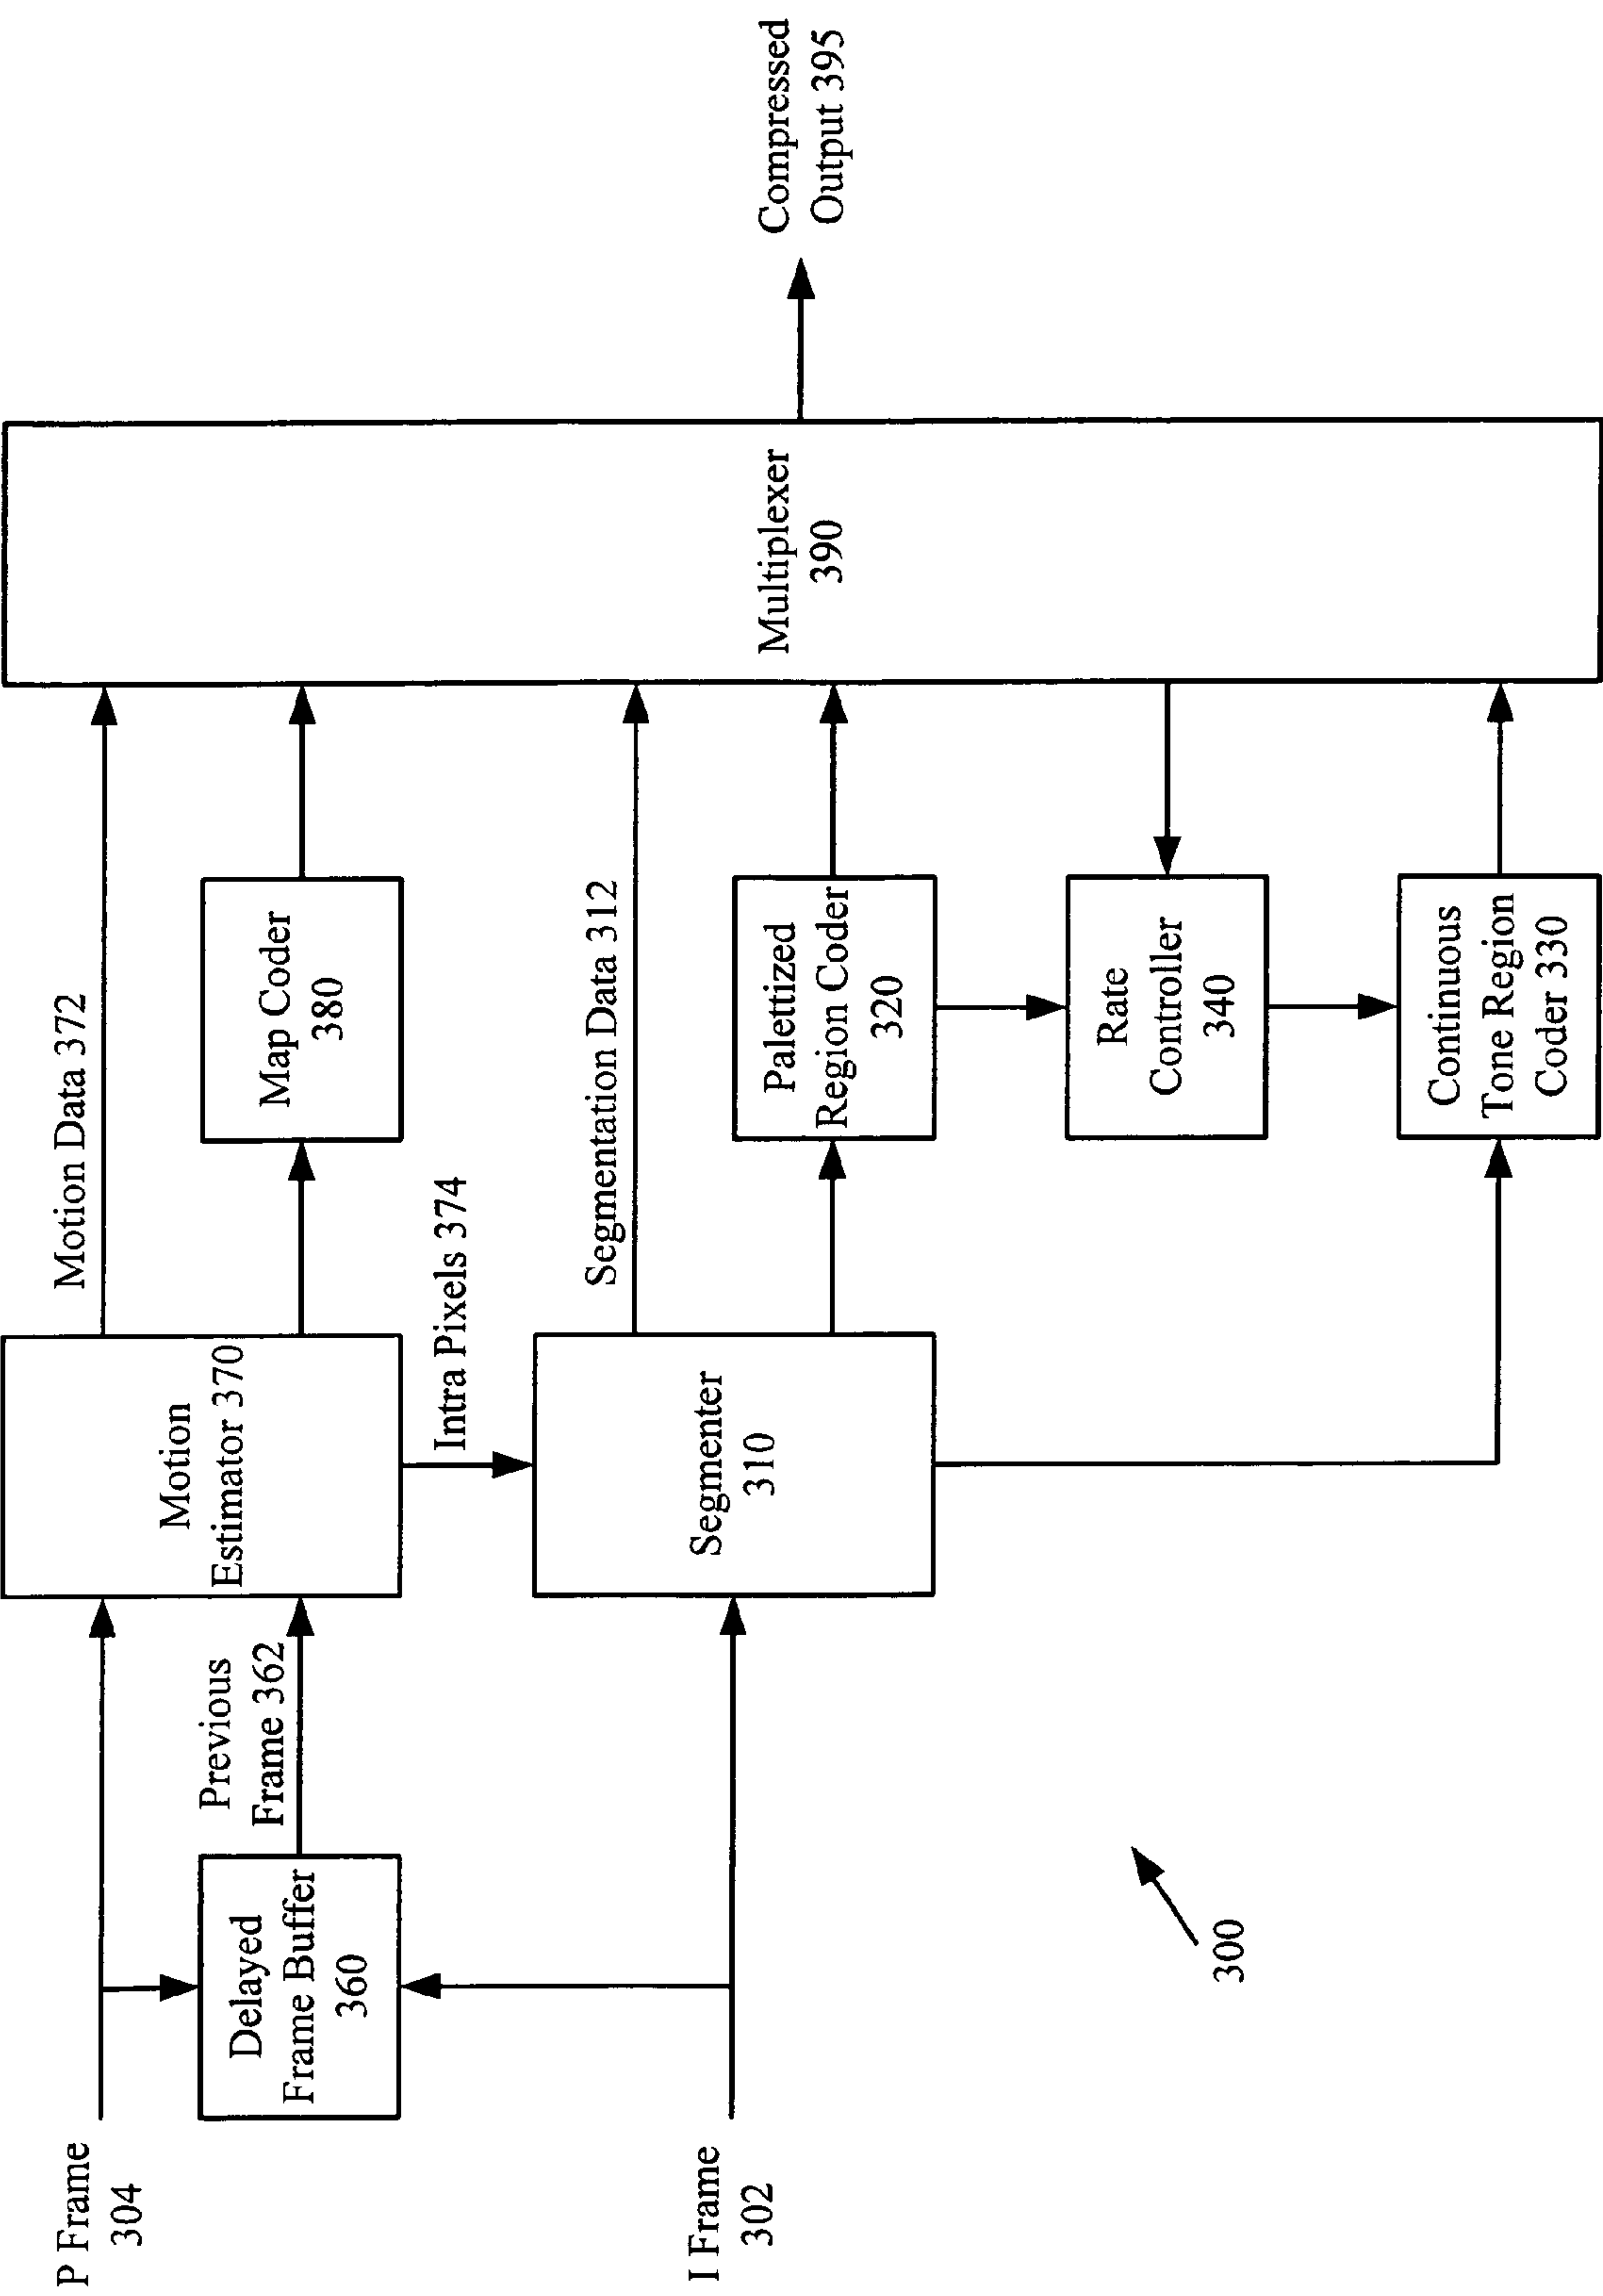 P Frame
304
Delayed
Frame Buffer
360
Previous
Frame 362
Motion
Estimator 370
Motion Data 372
Map Coder
380
Intra Pixels 374
I Frame
302
Segmenter
310
Segmentation Data 312
Palettized
Region Coder
320
Rate
Controller
340
Continuous
Tone Region
Coder 330
Multiplexer
390
Compressed
Output 395
300